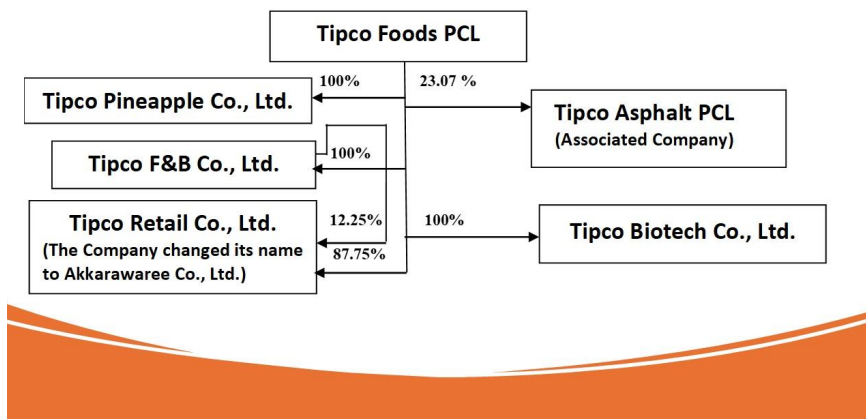 Tipco Foods PCL
100%
23.07 %
Tipco Pineapple Co., Ltd.
Tipco Asphalt PCL
(Associated Company)
Tipco F&B Co., Ltd.
100%
Tipco Retail Co., Ltd.
(The Company changed its name
to Akkarawaree Co., Ltd.)
12.25%
87.75%
100%
Tipco Biotech Co., Ltd.